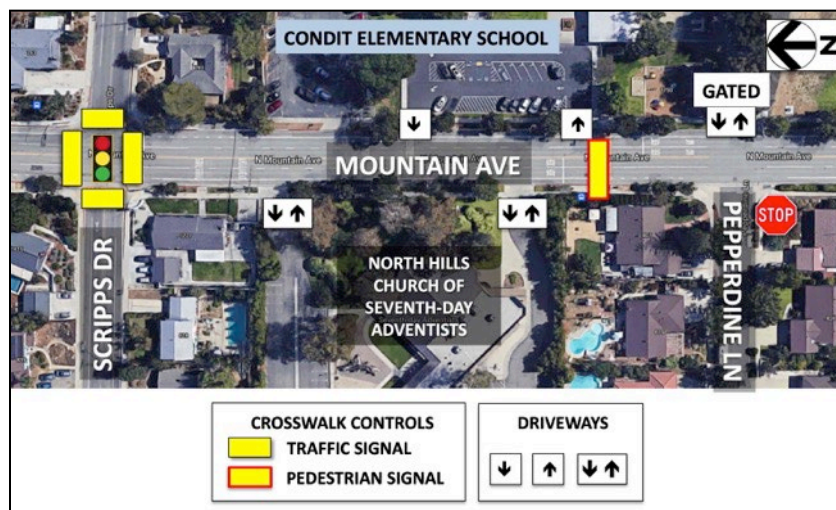 CONDIT ELEMENTARY SCHOOL
N
GATED
N Mountain Ave
MOUNTAIN AVE
N Mountain Ave
N Mountain Ave
SCRIPPS DR
NORTH HILLS
CHURCH OF
SEVENTH-DAY
ADVENTISTS
PEPPERDINE LN
STOP
CROSSWALK CONTROLS
TRAFFIC SIGNAL
PEDESTRIAN SIGNAL
DRIVEWAYS